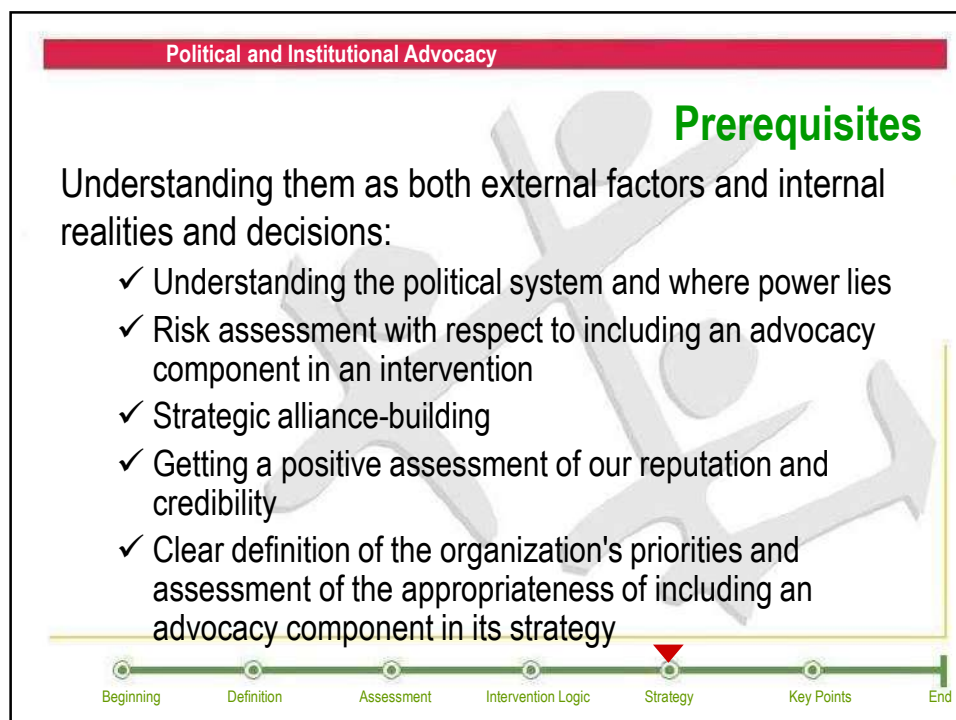 Political and Institutional Advocacy
Prerequisites
Understanding them as both external factors and internal
realities and decisions:
✓ Understanding the political system and where power lies
✓ Risk assessment with respect to including an advocacy
component in an intervention
✓ Strategic alliance-building
✓ Getting a positive assessment of our reputation and
credibility
✓ Clear definition of the organization's priorities and
assessment of the appropriateness of including an
advocacy component in its strategy
Beginning Definition Assessment Intervention Logic Strategy Key Points End